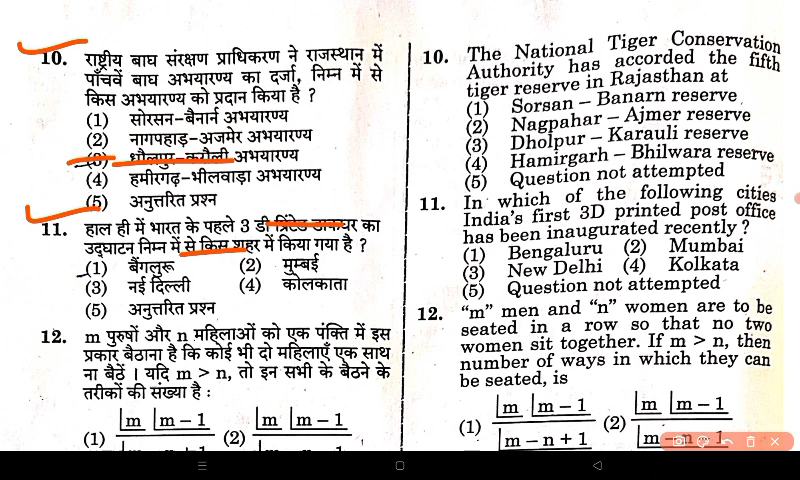 10. राष्ट्रीय बाघ संरक्षण प्राधिकरण ने राजस्थान में
पाँचवें बाघ अभयारण्य का दर्जा, निम्न में से
किस अभयारण्य को प्रदान किया है ?
(1) सोरसन–बैनार्न अभयारण्य
(2) नागपहाड़–अजमेर अभयारण्य
(3) धौलपुर–करौली अभयारण्य
(4) हमीरगढ़–भीलवाड़ा अभयारण्य
(5) अनुत्तरित प्रश्न
11. हाल ही में भारत के पहले 3 डी प्रिंटेड डाकघर का
उद्घाटन निम्न में से किस शहर में किया गया है ?
(1) बैंगलुरू (2) मुम्बई
(3) नई दिल्ली (4) कोलकाता
(5) अनुत्तरित प्रश्न
12. m पुरुषों और n महिलाओं को एक पंक्ति में इस
प्रकार बैठाना है कि कोई भी दो महिलाएँ एक साथ
ना बैठें । यदि m > n, तो इन सभी के बैठने के
तरीकों की संख्या है :
(1) |m |m – 1 (2) |m |m – 1
10. The National Tiger Conservation
Authority has accorded the fifth
tiger reserve in Rajasthan at
(1) Sorsan – Banarn reserve
(2) Nagpahar – Ajmer reserve
(3) Dholpur – Karauli reserve
(4) Hamirgarh – Bhilwara reserve
(5) Question not attempted
11. In which of the following cities
India's first 3D printed post office
has been inaugurated recently ?
(1) Bengaluru (2) Mumbai
(3) New Delhi (4) Kolkata
(5) Question not attempted
12. “m” men and “n” women are to be
seated in a row so that no two
women sit together. If m > n, then
number of ways in which they can
be seated, is
(1) |m |m – 1 (2) |m |m – 1
|m – n + 1